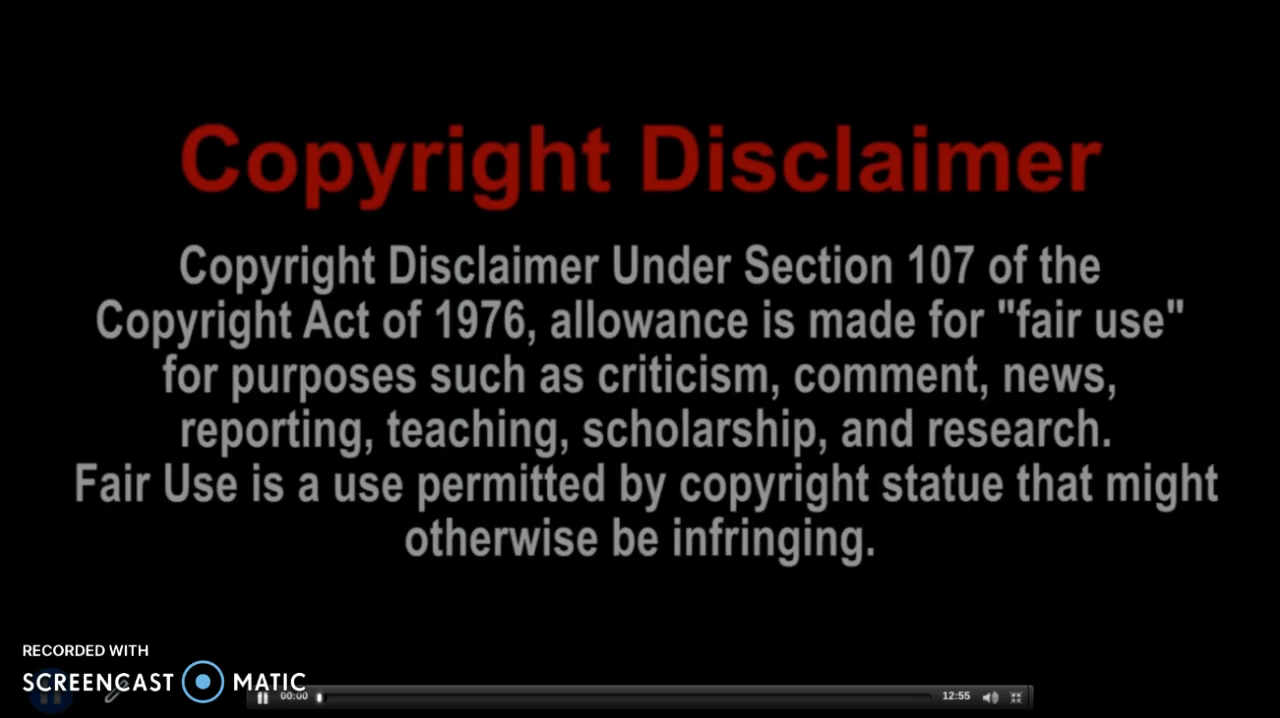 Copyright Disclaimer
Copyright Disclaimer Under Section 107 of the
Copyright Act of 1976, allowance is made for "fair use"
for purposes such as criticism, comment, news,
reporting, teaching, scholarship, and research.
Fair Use is a use permitted by copyright statue that might
otherwise be infringing.
RECORDED WITH
SCREENCAST MATIC
00:00 12:55